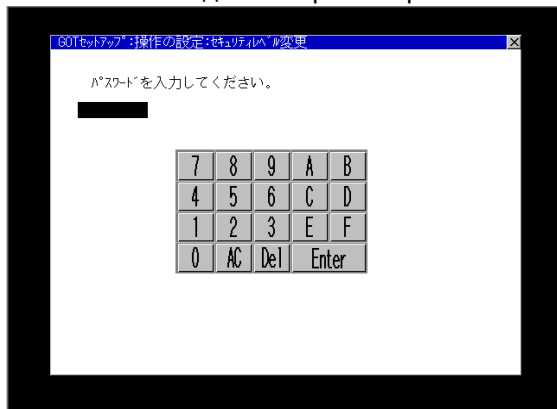 GOTｾｯﾄｱｯﾌﾟ:操作の設定:ｾｷｭﾘﾃｨﾚﾍﾞﾙ変更
ﾊﾟｽﾜｰﾄﾞを入力してください。
7 8 9 A B
4 5 6 C D
1 2 3 E F
0 AC Del Enter